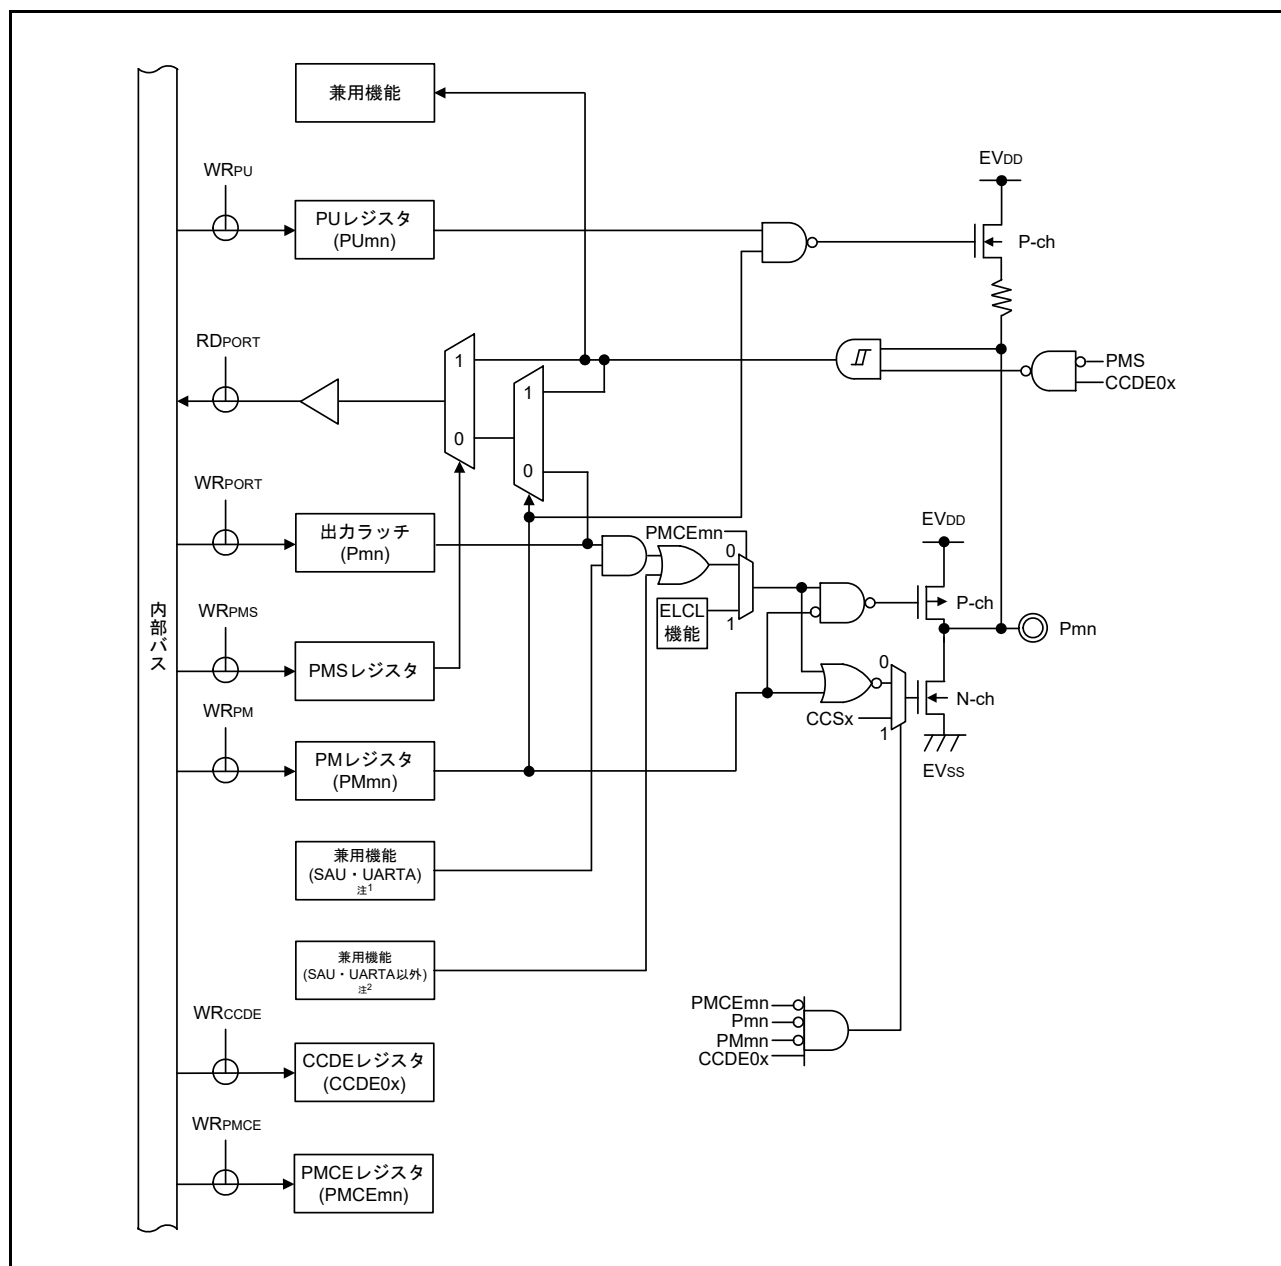 兼用機能
WRPU
PUレジスタ
(PUmn)
EVDD
P-ch
RDPORT
1
0
1
0
PMS
CCDE0x
WRPORT
出力ラッチ
(Pmn)
PMCEmn
0
1
ELCL
機能
EVDD
P-ch
Pmn
内部バス
WRPMS
PMSレジスタ
0
1
CCSx
N-ch
EVSS
WRPM
PMレジスタ
(PMmn)
兼用機能
(SAU・UARTA)
注1
兼用機能
(SAU・UARTA以外)
注2
PMCEmn
Pmn
PMmn
CCDE0x
WRCCDE
CCDEレジスタ
(CCDE0x)
WRPMCE
PMCEレジスタ
(PMCEmn)